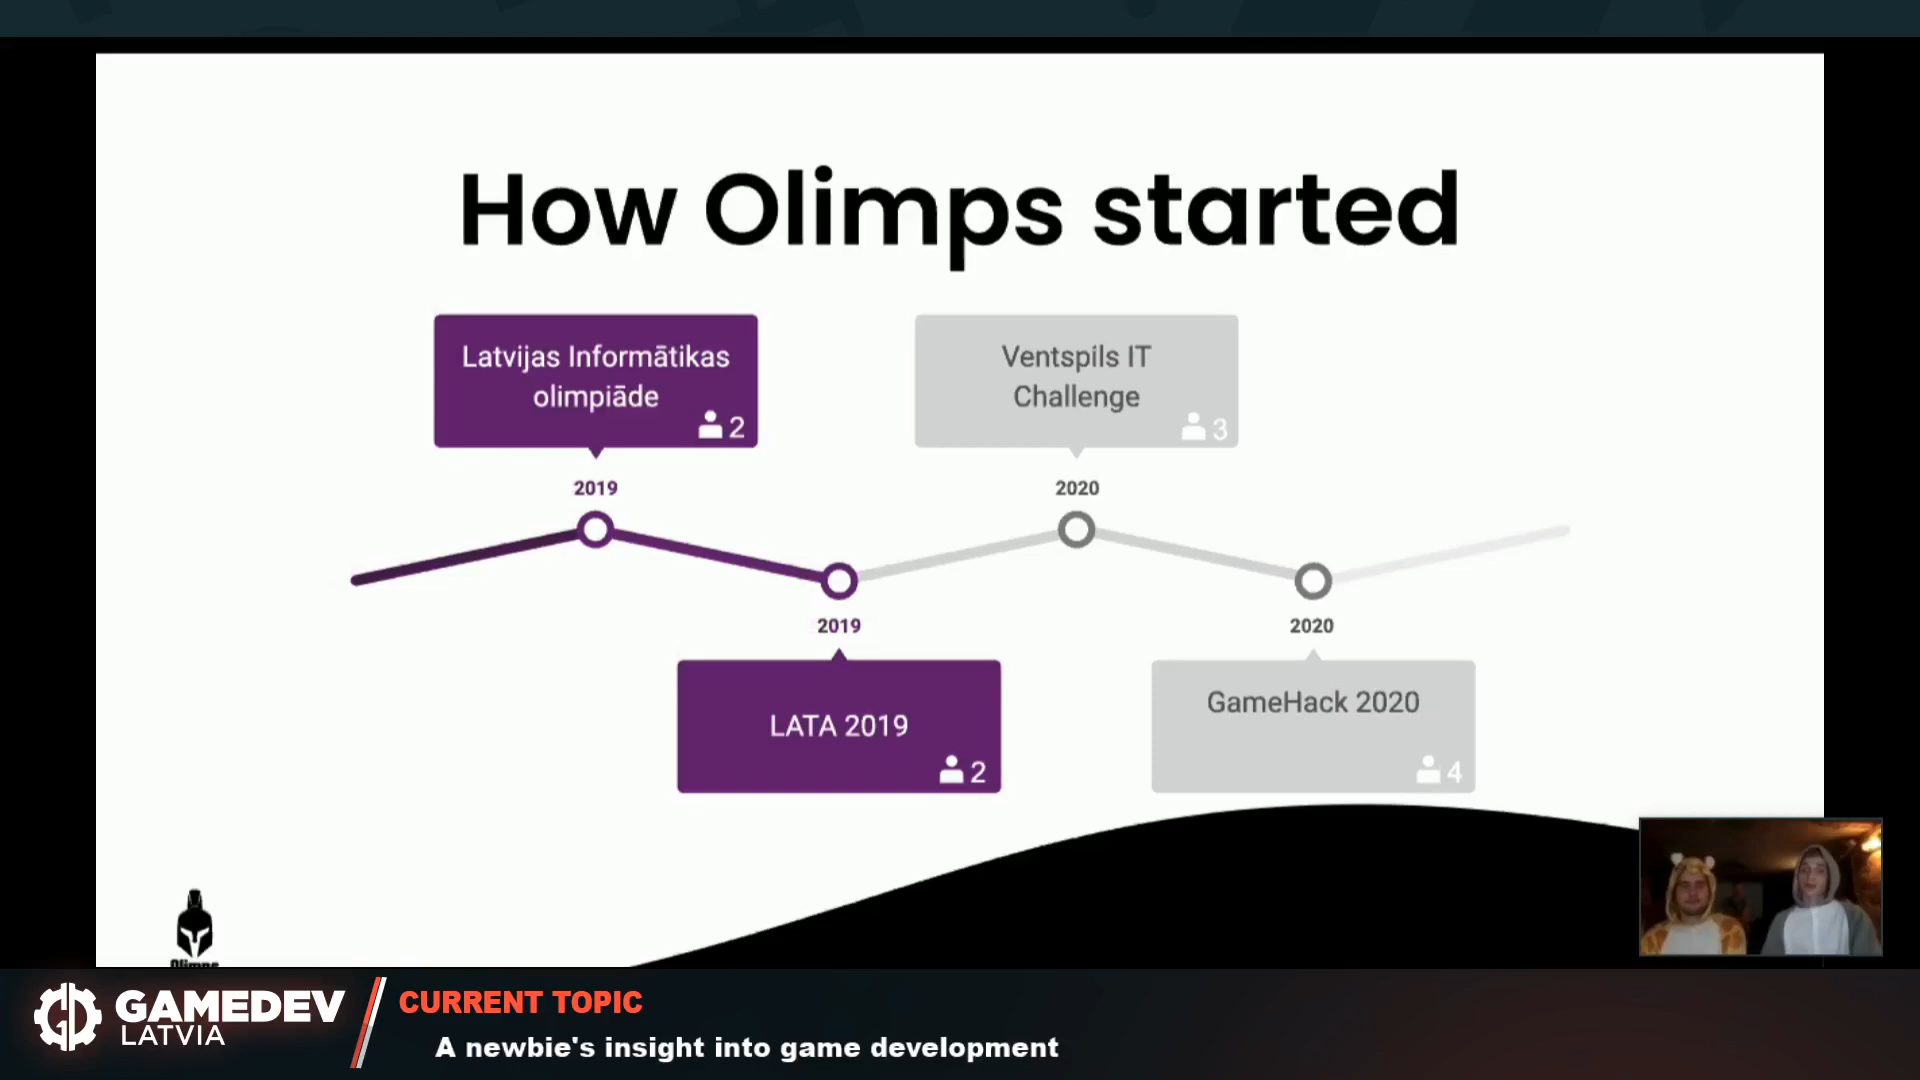 How Olimps started
Latvijas Informātikas
olimpiāde
2
Ventspils IT
Challenge
3
2019
2020
2019
2020
LATA 2019
2
GameHack 2020
4
Olimps
GAMEDEV
LATVIA
CURRENT TOPIC
A newbie's insight into game development